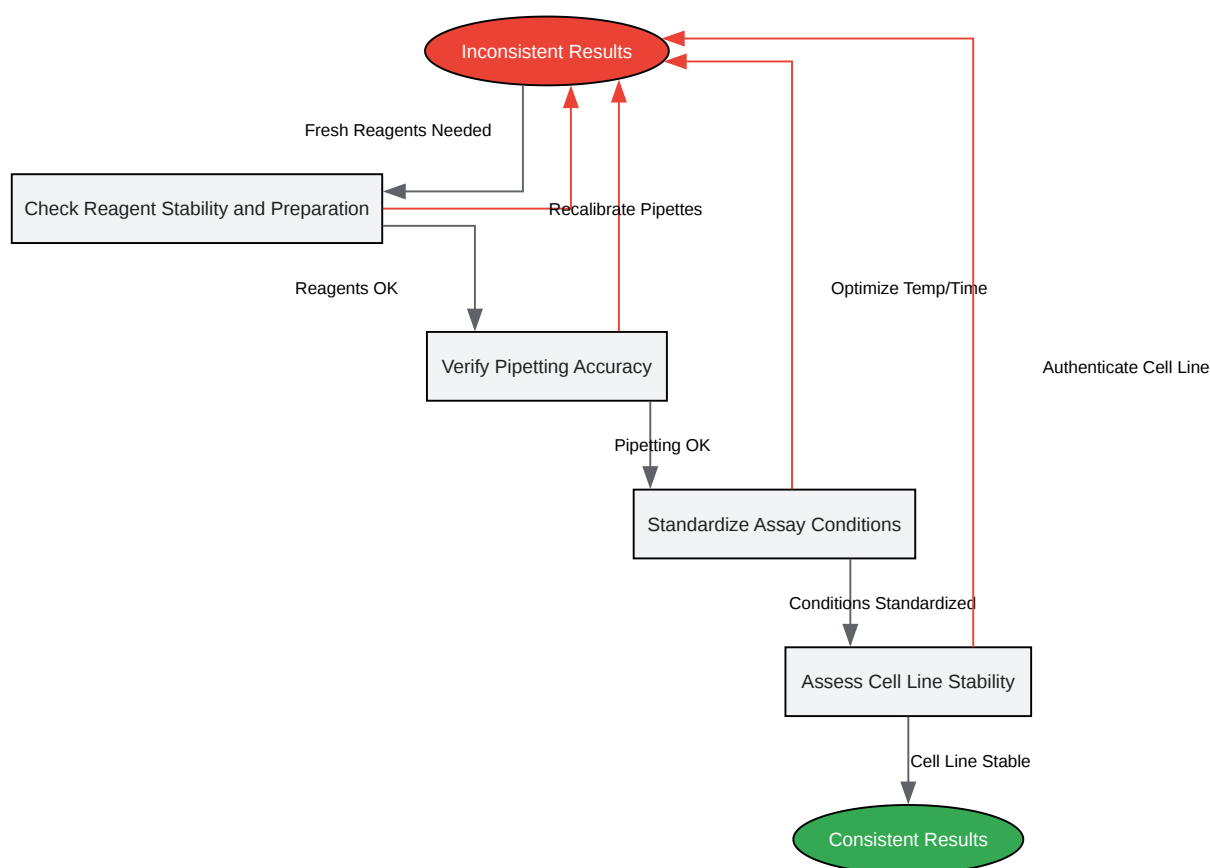 Inconsistent Results
Fresh Reagents Needed
Check Reagent Stability and Preparation
Recalibrate Pipettes
Reagents OK
Optimize Temp/Time
Verify Pipetting Accuracy
Authenticate Cell Line
Pipetting OK
Standardize Assay Conditions
Conditions Standardized
Assess Cell Line Stability
Cell Line Stable
Consistent Results